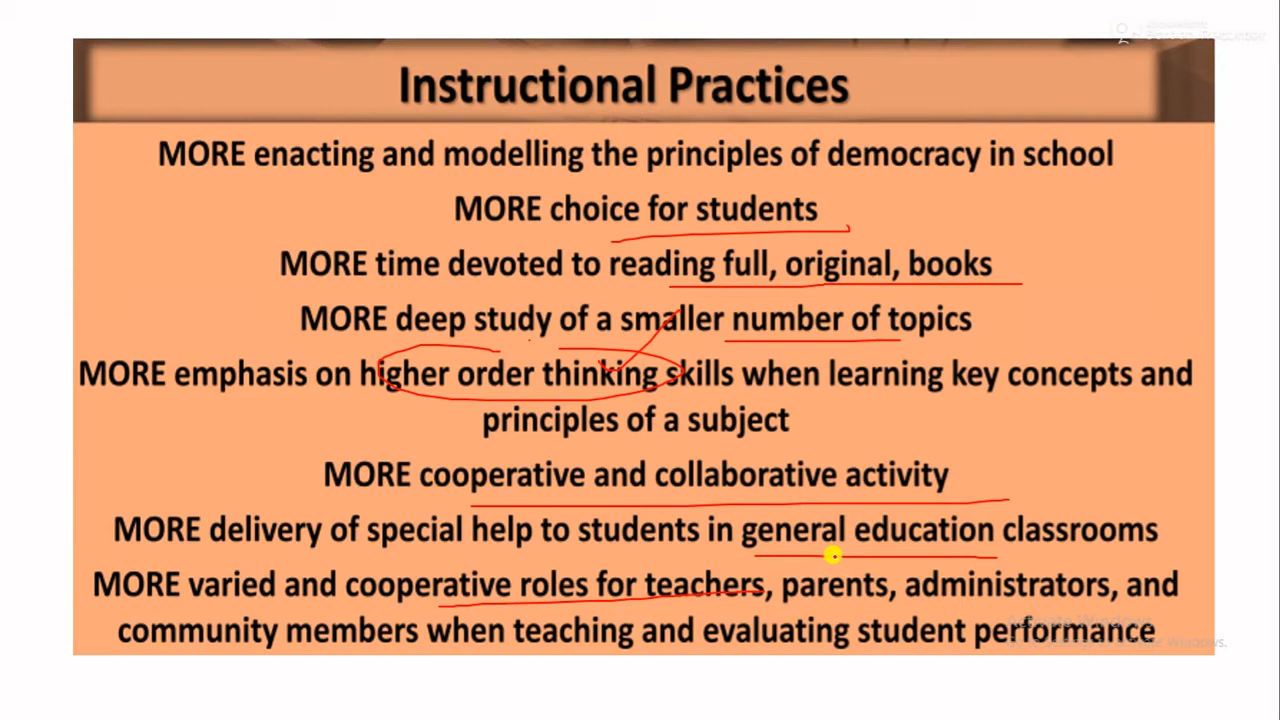 Instructional Practices
MORE enacting and modelling the principles of democracy in school
MORE choice for students
MORE time devoted to reading full, original, books
MORE deep study of a smaller number of topics
MORE emphasis on higher order thinking skills when learning key concepts and
principles of a subject
MORE cooperative and collaborative activity
MORE delivery of special help to students in general education classrooms
MORE varied and cooperative roles for teachers, parents, administrators, and
community members when teaching and evaluating student performance
Activate Windows